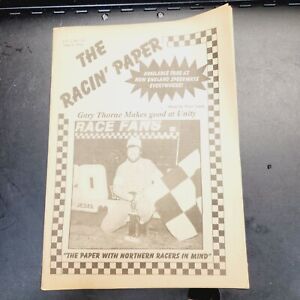 THE
RACIN' PAPER
AVAILABLE FREE AT
NEW ENGLAND SPEEDWAYS
EVERYWHERE!
Gary Thorne Makes good at Unity
RACE FANS
"THE PAPER WITH NORTHERN RACERS IN MIND"